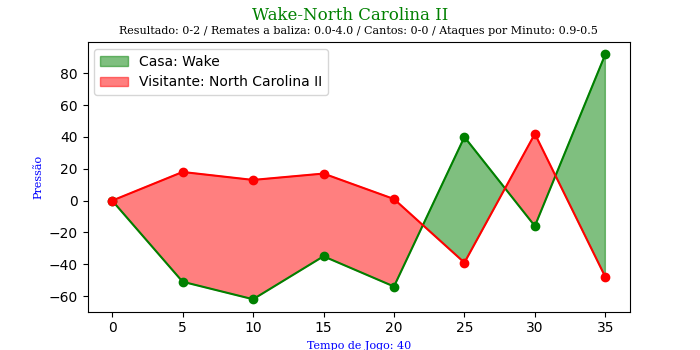 Wake-North Carolina II
Resultado: 0-2 / Remates a baliza: 0.0-4.0 / Cantos: 0-0 / Ataques por Minuto: 0.9-0.5
Casa: Wake
Visitante: North Carolina II
Pressão
80
60
40
20
0
−20
−40
−60
0 5 10 15 20 25 30 35
Tempo de Jogo: 40